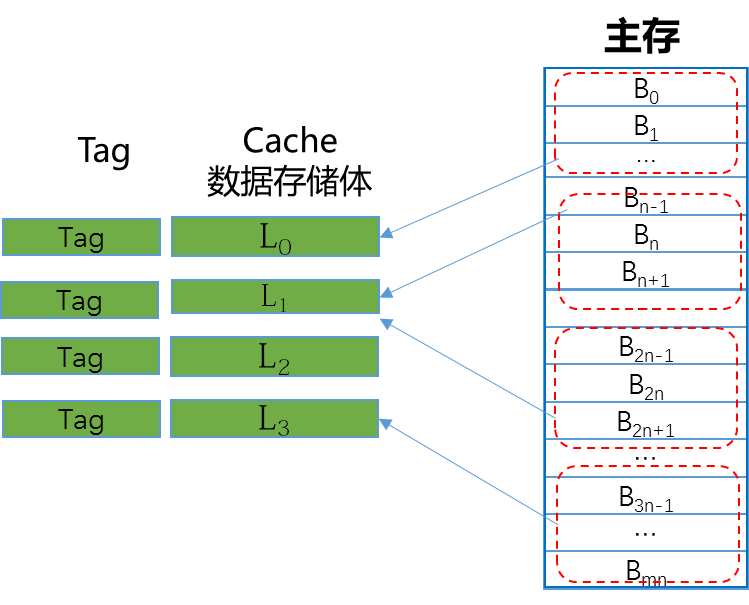 主存
Tag
Cache
数据存储体
Tag
L0
Tag
L1
Tag
L2
Tag
L3
B0
B1
...
Bn-1
Bn
Bn+1
B2n-1
B2n
B2n+1
...
B3n-1
...
Bmn